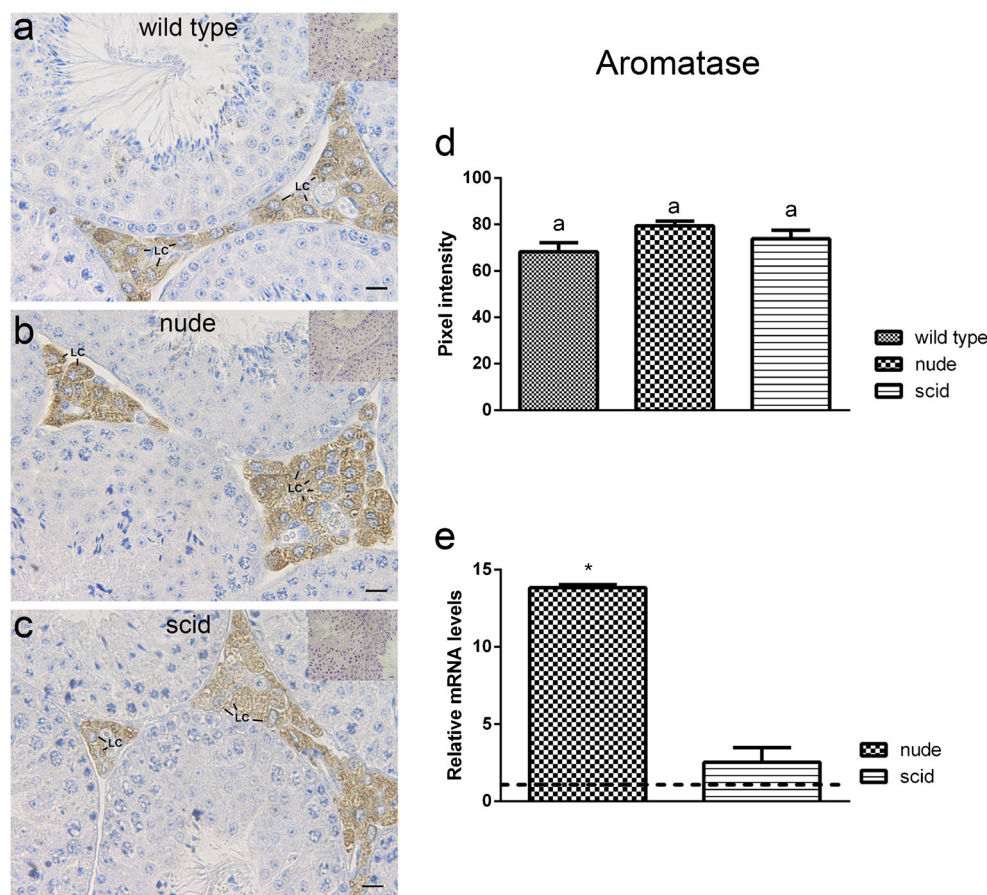 a
wild type
LC
LC
b
nude
LC
LC
c
scid
LC
LC
Aromatase
d
Pixel intensity
100
80
60
40
20
0
a
a
a
wild type
nude
scid
e
Relative mRNA levels
15
10
5
0
*
nude
scid